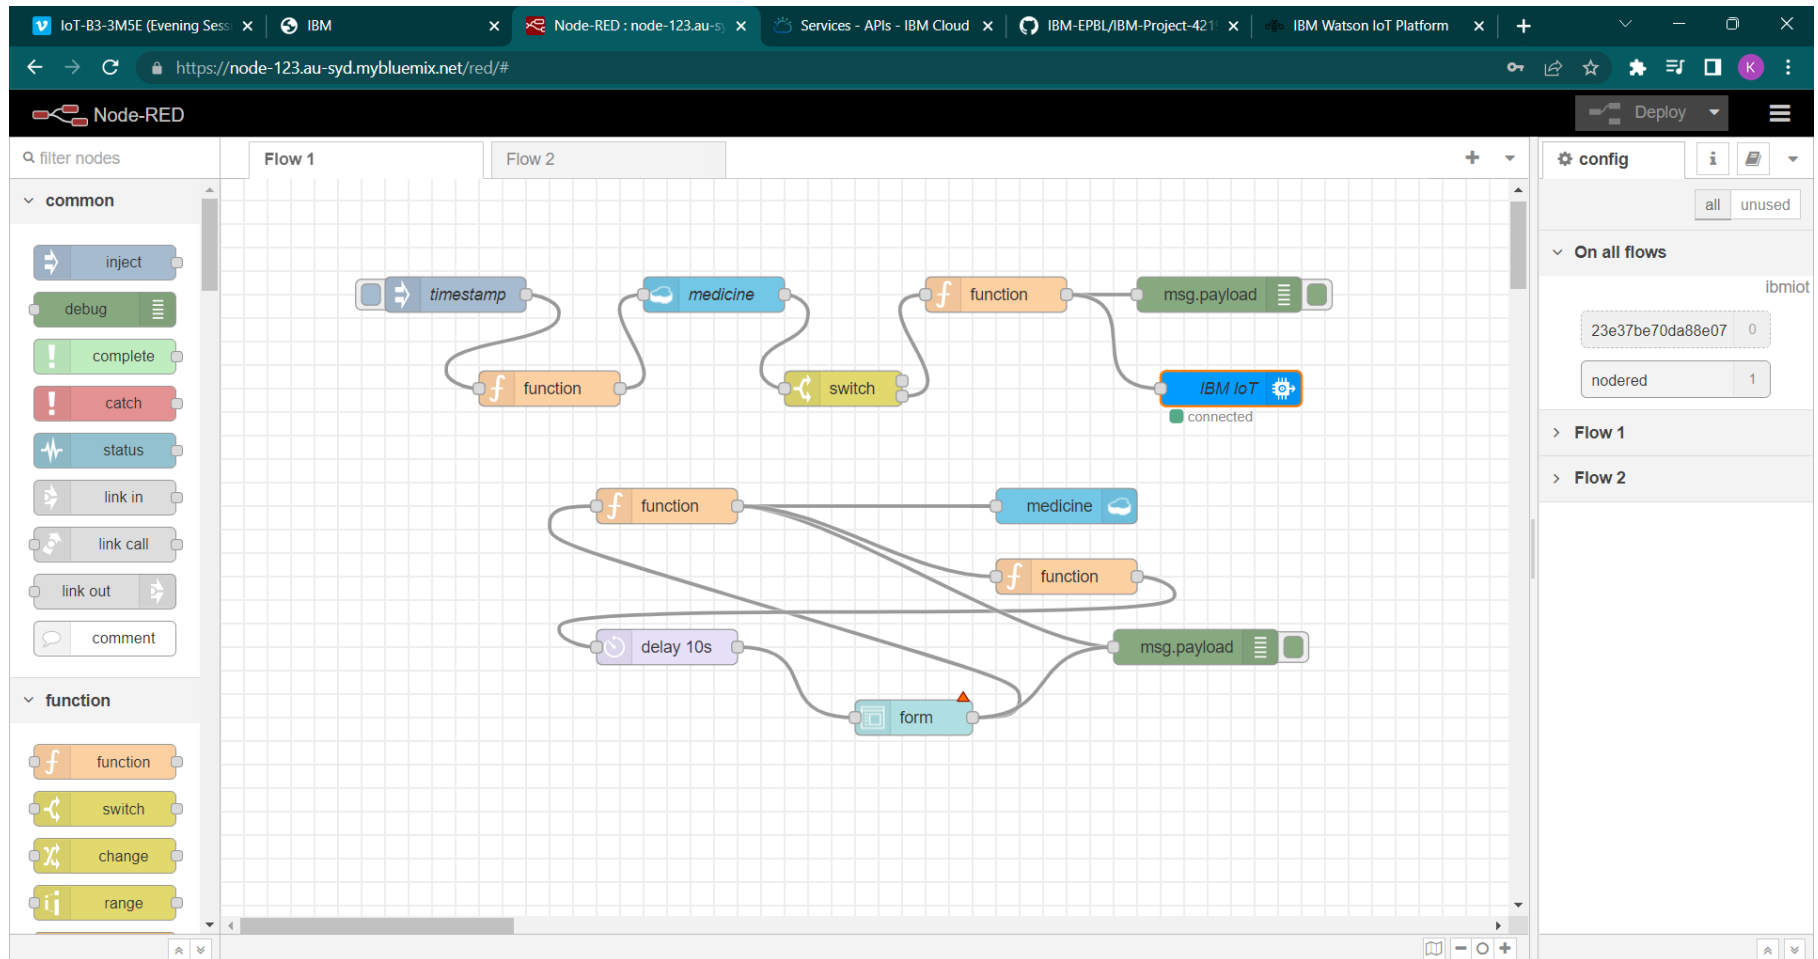 IoT-B3-3M5E (Evening Sess
IBM
Node-RED : node-123.au-sy
Services - APIs - IBM Cloud
IBM-EPBL/IBM-Project-421
IBM Watson IoT Platform
https://node-123.au-syd.mybluemix.net/red/#
K
Node-RED
Deploy
filter nodes
Flow 1
Flow 2
config
i
common
all
unused
inject
debug
complete
catch
status
link in
link call
link out
comment
function
function
switch
change
range
timestamp
medicine
function
msg.payload
function
switch
IBM IoT
connected
function
medicine
function
delay 10s
msg.payload
form
On all flows
ibmiot
23e37be70da88e07 0
nodered 1
Flow 1
Flow 2